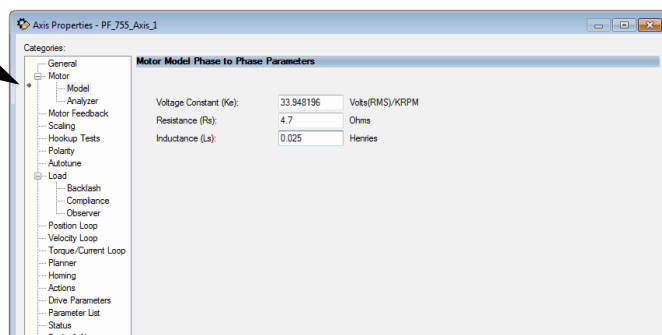 Axis Properties - PF_755_Axis_1
Categories:
General
Motor
Model
Analyzer
Motor Feedback
Scaling
Hookup Tests
Polarity
Autotune
Load
Backlash
Compliance
Observer
Position Loop
Velocity Loop
Torque/Current Loop
Planner
Homing
Actions
Drive Parameters
Parameter List
Status
Motor Model Phase to Phase Parameters
Voltage Constant (Ke): 33.948196 Volts(RMS)/KRPM
Resistance (Rs): 4.7 Ohms
Inductance (Ls): 0.025 Henries